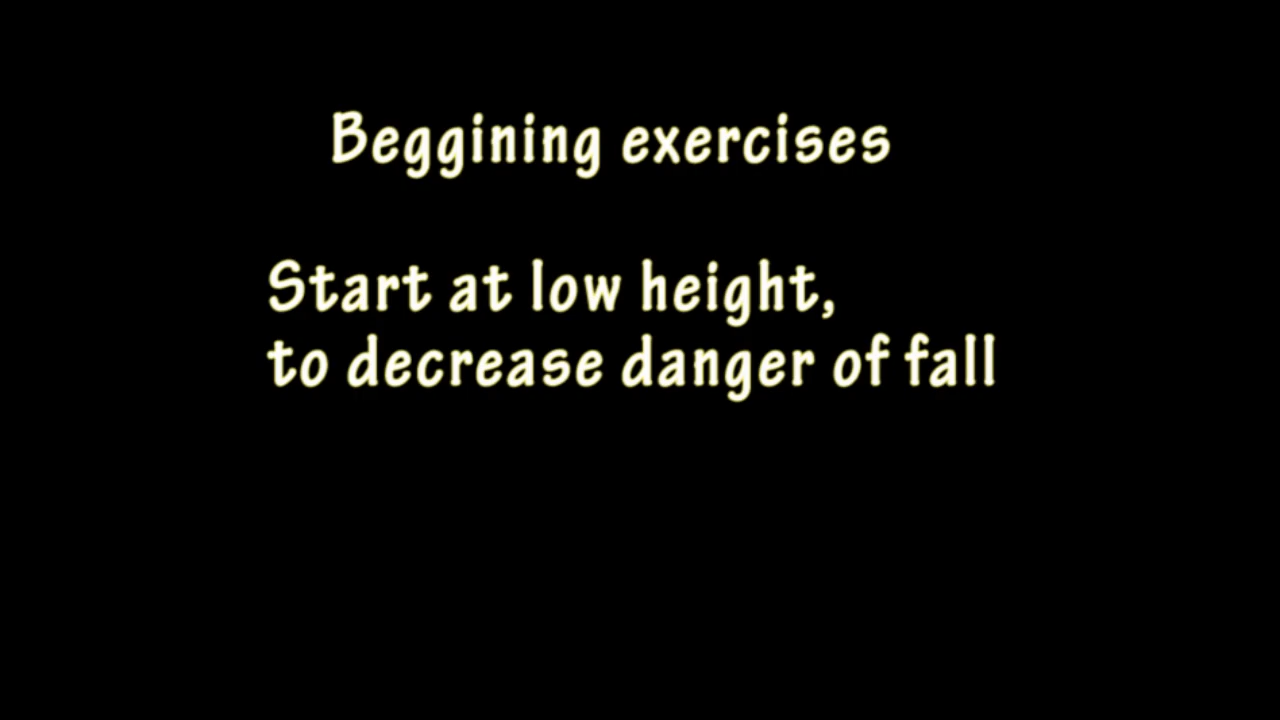 Beggining exercises
Start at low height,
to decrease danger of fall